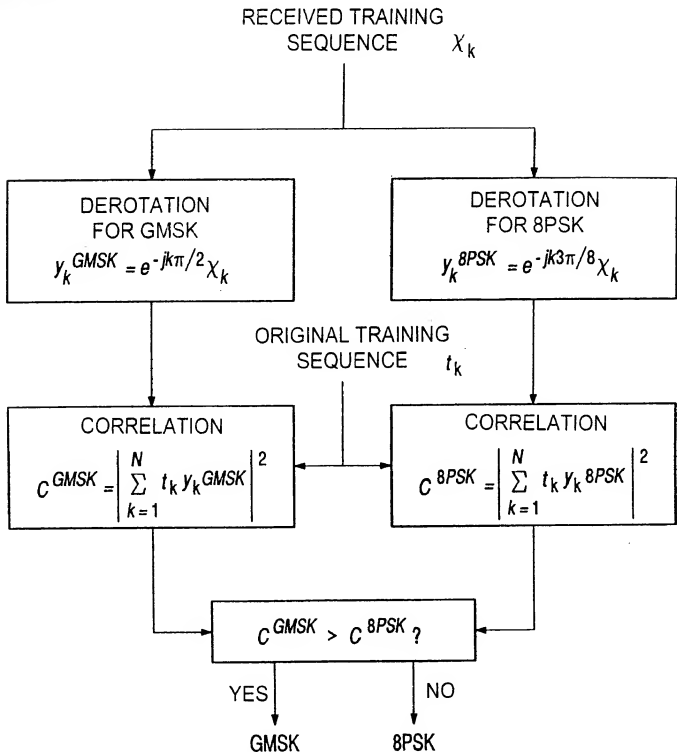 RECEIVED TRAINING
SEQUENCE χk
DEROTATION
FOR GMSK
yk^GMSK = e^-jkπ/2 χk
DEROTATION
FOR 8PSK
yk^8PSK = e^-jk3π/8 χk
ORIGINAL TRAINING
SEQUENCE tk
CORRELATION
C^GMSK = | N ∑ k=1 tk yk^GMSK |^2
CORRELATION
C^8PSK = | N ∑ k=1 tk yk^8PSK |^2
C^GMSK > C^8PSK ?
YES
NO
GMSK
8PSK